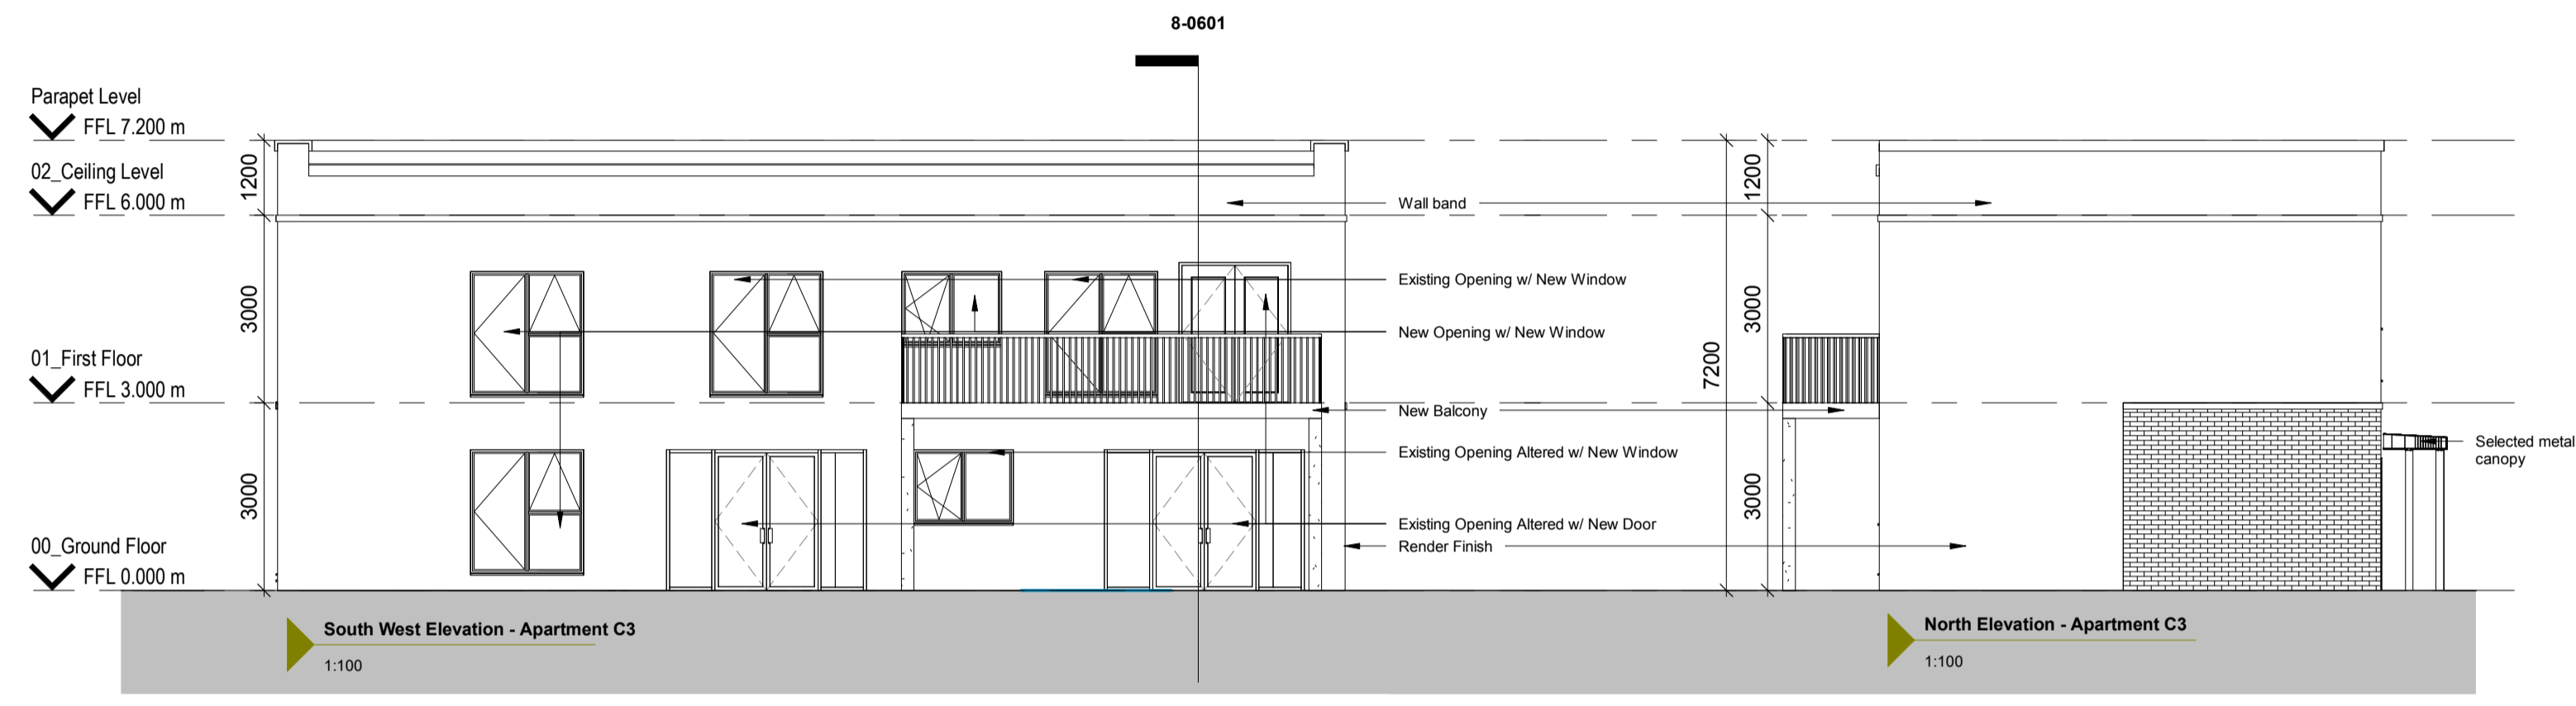 8-0601
Parapet Level
FFL 7.200 m
02_Ceiling Level
FFL 6.000 m
01_First Floor
FFL 3.000 m
00_Ground Floor
FFL 0.000 m
1200
3000
3000
Wall band
Existing Opening w/ New Window
New Opening w/ New Window
New Balcony
Existing Opening Altered w/ New Window
Existing Opening Altered w/ New Door
Render Finish
7200
1200
3000
3000
Selected metal
canopy
South West Elevation - Apartment C3
1:100
North Elevation - Apartment C3
1:100